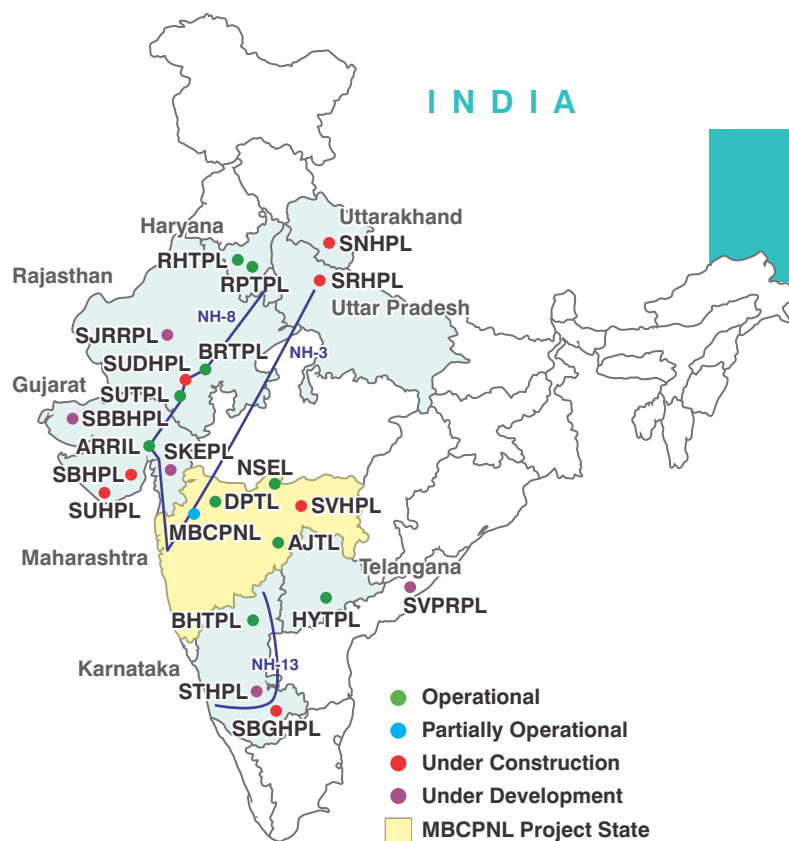 INDIA
Uttarakhand
Haryana
SNHPL
RHTPL
RPTPL
SRHPL
Rajasthan
Uttar Pradesh
NH-8
SJRRPL
BRTPL
NH-3
SUDHPL
Gujarat
SUTPL
SBBHPL
ARRIL
SKEPL
SBHPL
NSEL
SUHPL
DPTL
SVHPL
MBCPNL
AJTL
Maharashtra
Telangana
SVPRPL
BHTPL
HYTPL
Karnataka
NH-13
STHPL
SBGHPL
Operational
Partially Operational
Under Construction
Under Development
MBCPNL Project State